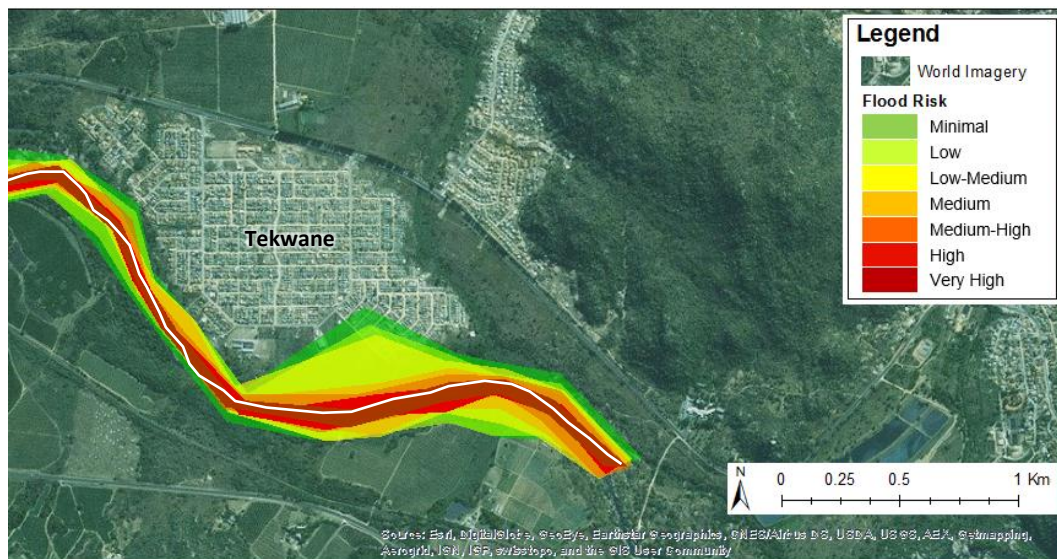 Legend
World Imagery
Flood Risk
Minimal
Low
Low-Medium
Medium
Medium-High
High
Very High
Tekwane
N
0 0.25 0.5 1 Km
Source: Esri, DigitalGlobe, GeoEye, Earthstar Geographics, CNES/Airbus DS, USDA, USGS, AEX, Getmapping,
Aerogrid, IGN, IGP, swisstopo, and the GIS User Community